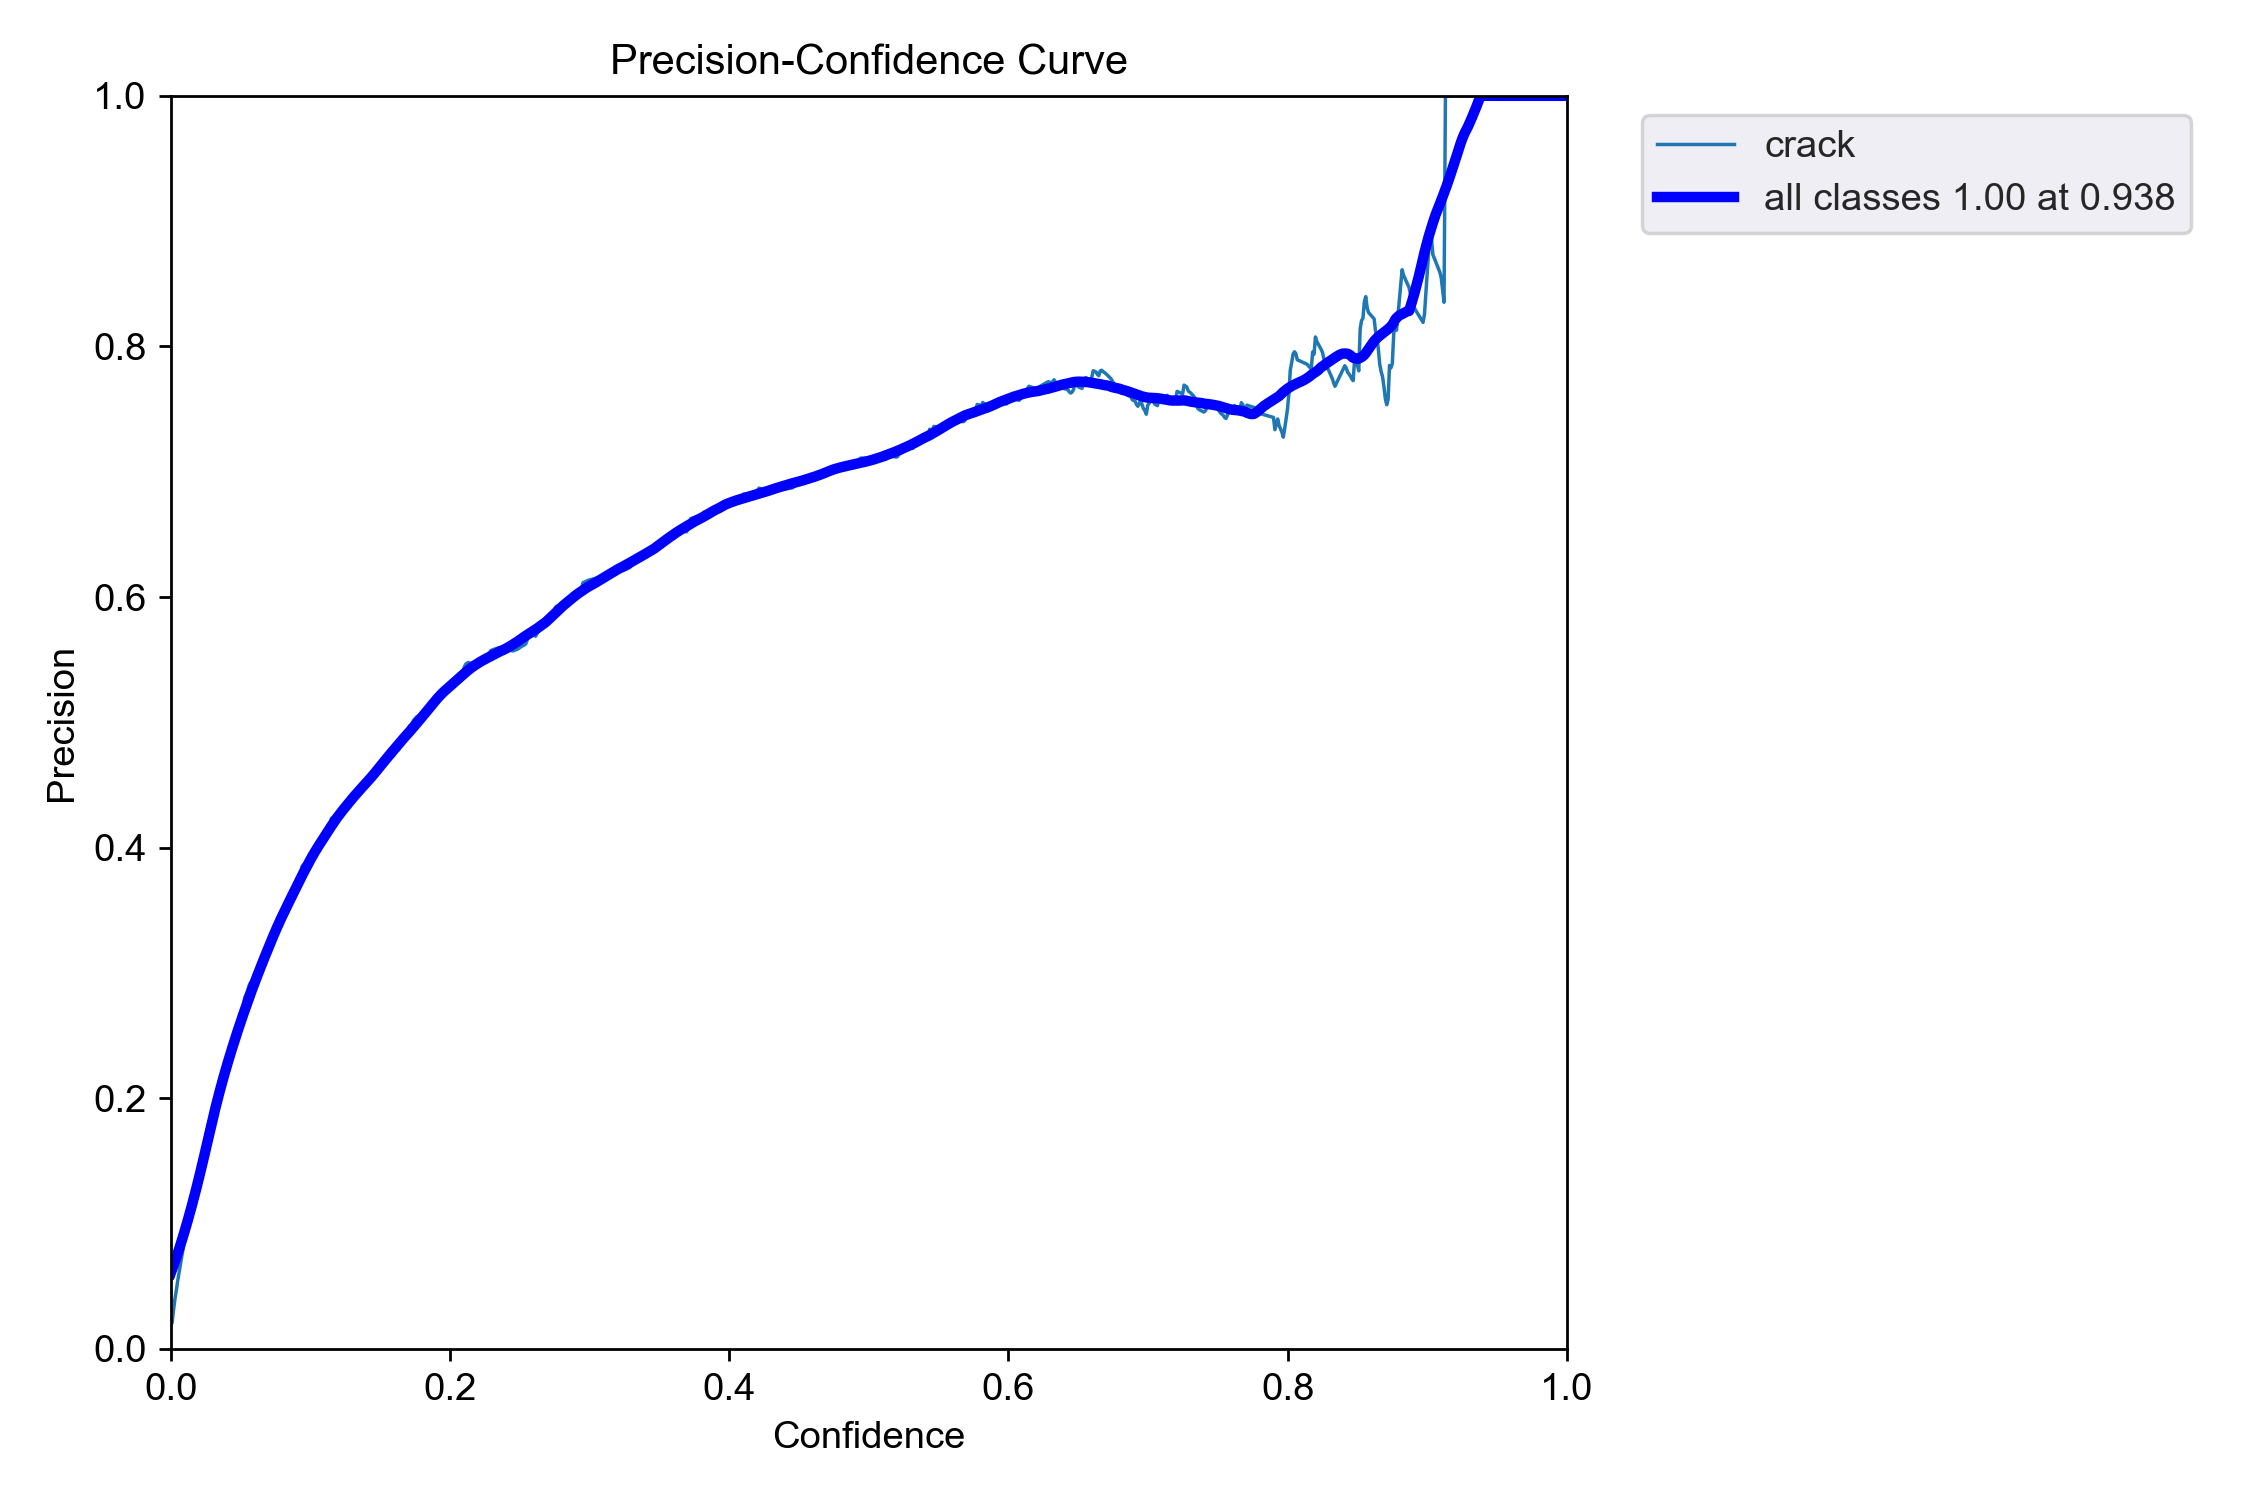 Precision-Confidence Curve
1.0
0.8
0.6
0.4
0.2
0.0
Precision
0.0 0.2 0.4 0.6 0.8 1.0
Confidence
crack
all classes 1.00 at 0.938